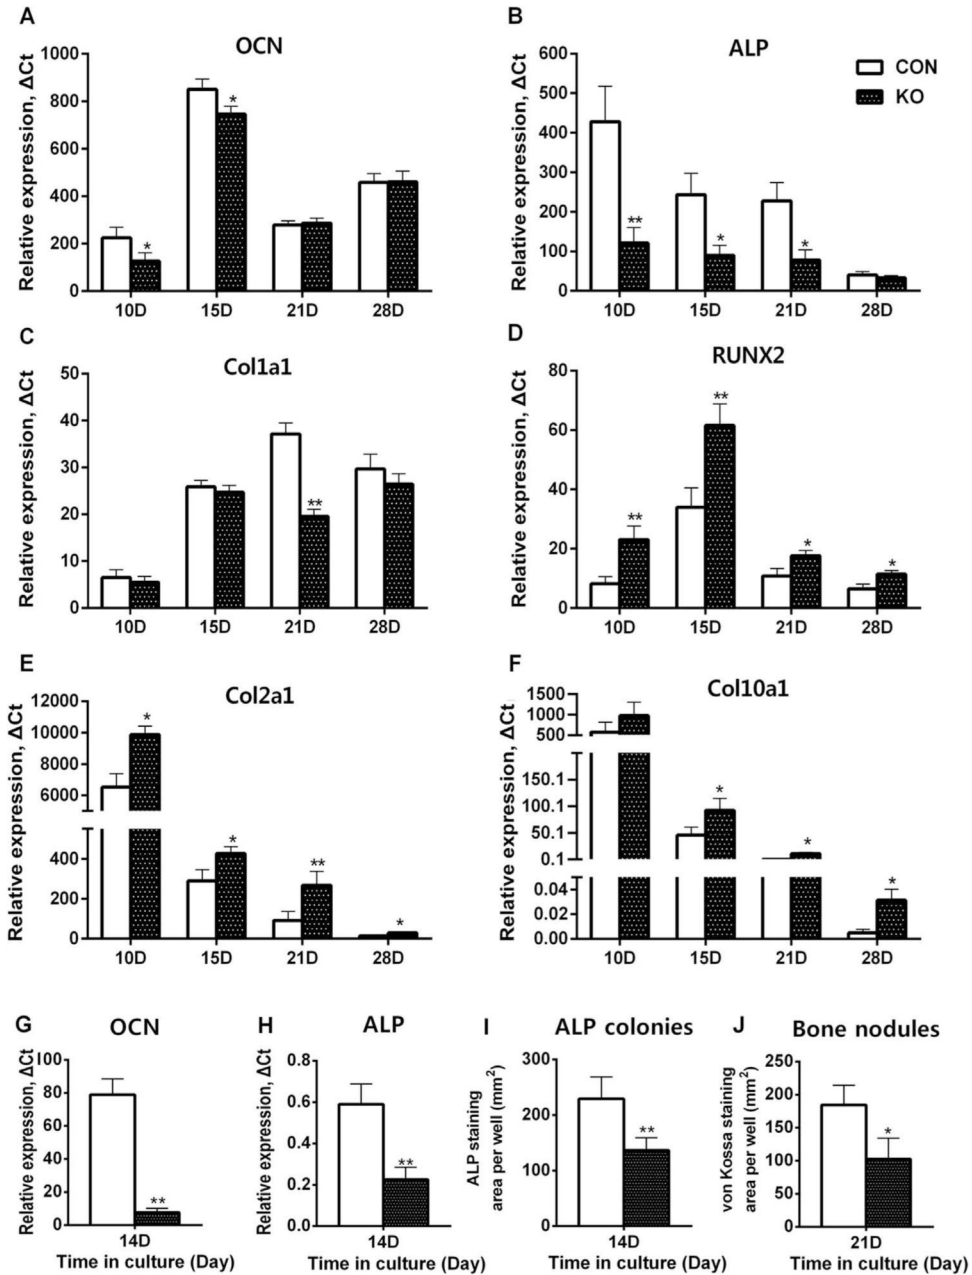 A
OCN
Relative expression, ΔCt
1000
800
600
400
200
0
*
*
10D 15D 21D 28D
B
ALP
Relative expression, ΔCt
600
500
400
300
200
100
0
CON
KO
**
*
*
10D 15D 21D 28D
C
Col1a1
Relative expression, ΔCt
50
40
30
20
10
0
**
10D 15D 21D 28D
D
RUNX2
Relative expression, ΔCt
80
60
40
20
0
**
**
*
*
10D 15D 21D 28D
E
Col2a1
Relative expression, ΔCt
12000
10000
8000
6000
400
200
0
*
*
**
*
10D 15D 21D 28D
F
Col10a1
Relative expression, ΔCt
1500
1000
500
150.1
100.1
50.1
0.1
0.04
0.02
0.00
*
*
*
10D 15D 21D 28D
G
OCN
Relative expression, ΔCt
100
80
60
40
20
0
**
14D
Time in culture (Day)
H
ALP
Relative expression, ΔCt
0.8
0.6
0.4
0.2
0.0
**
14D
Time in culture (Day)
I
ALP colonies
ALP staining
area per well (mm²)
300
200
100
0
**
14D
Time in culture (Day)
J
Bone nodules
von Kossa staining
area per well (mm²)
250
200
150
100
50
0
*
21D
Time in culture (Day)